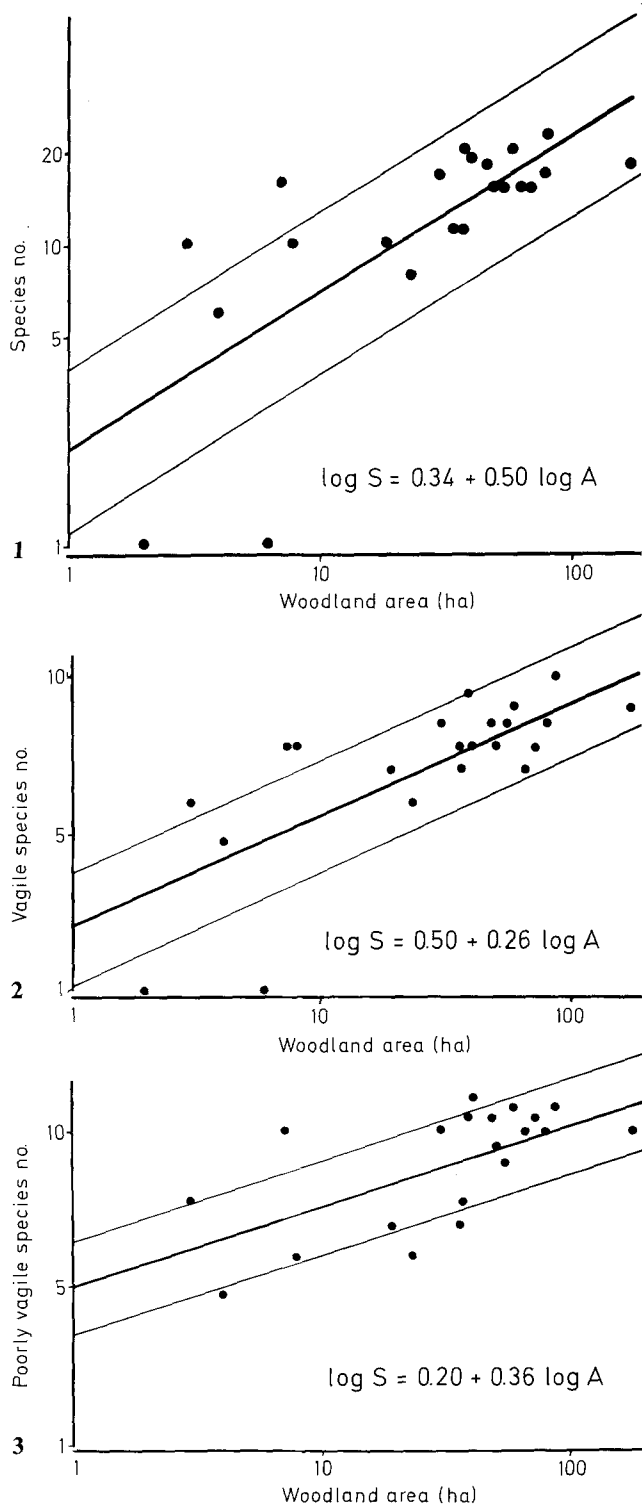 20
10
5
1
Species no.
log S = 0.34 + 0.50 log A
1
1 10 100
Woodland area (ha)
10
5
1
Vagile species no.
log S = 0.50 + 0.26 log A
2
1 10 100
Woodland area (ha)
10
5
1
Poorly vagile species no.
log S = 0.20 + 0.36 log A
3
1 10 100
Woodland area (ha)